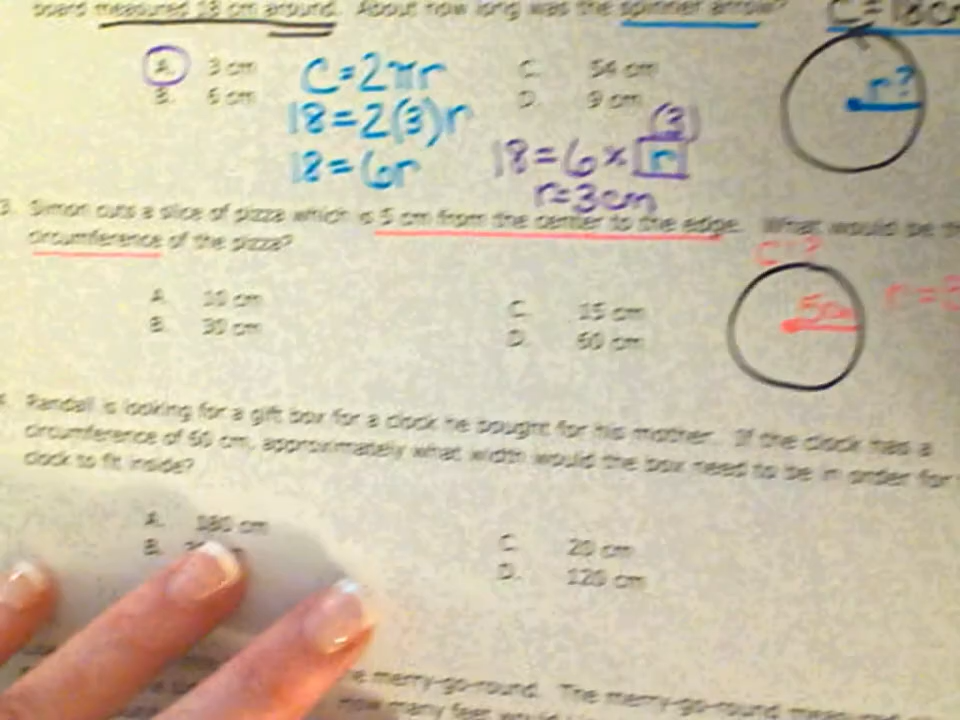 board measured 18 cm around. About how long was the spinner arrow?
C=18cm
A. 3 cm
B. 6 cm
C. 54 cm
D. 9 cm
C=2πr
18=2(3)r
18=6r
(3)
18=6×r
r=3cm
r?
3. Simon cuts a slice of pizza which is 5 cm from the center to the edge. What would be
circumference of the pizza?
C=?
5cm
r=
A. 10 cm
B. 30 cm
C. 15 cm
D. 60 cm
Randall is looking for a gift box for a clock he bought for his mother. If the clock has a
circumference of 60 cm, approximately what width would the box need to be in order for
clock to fit inside?
A. 180 cm
B.
C. 20 cm
D. 120 cm
merry-go-round. The merry-go-round
How many feet would